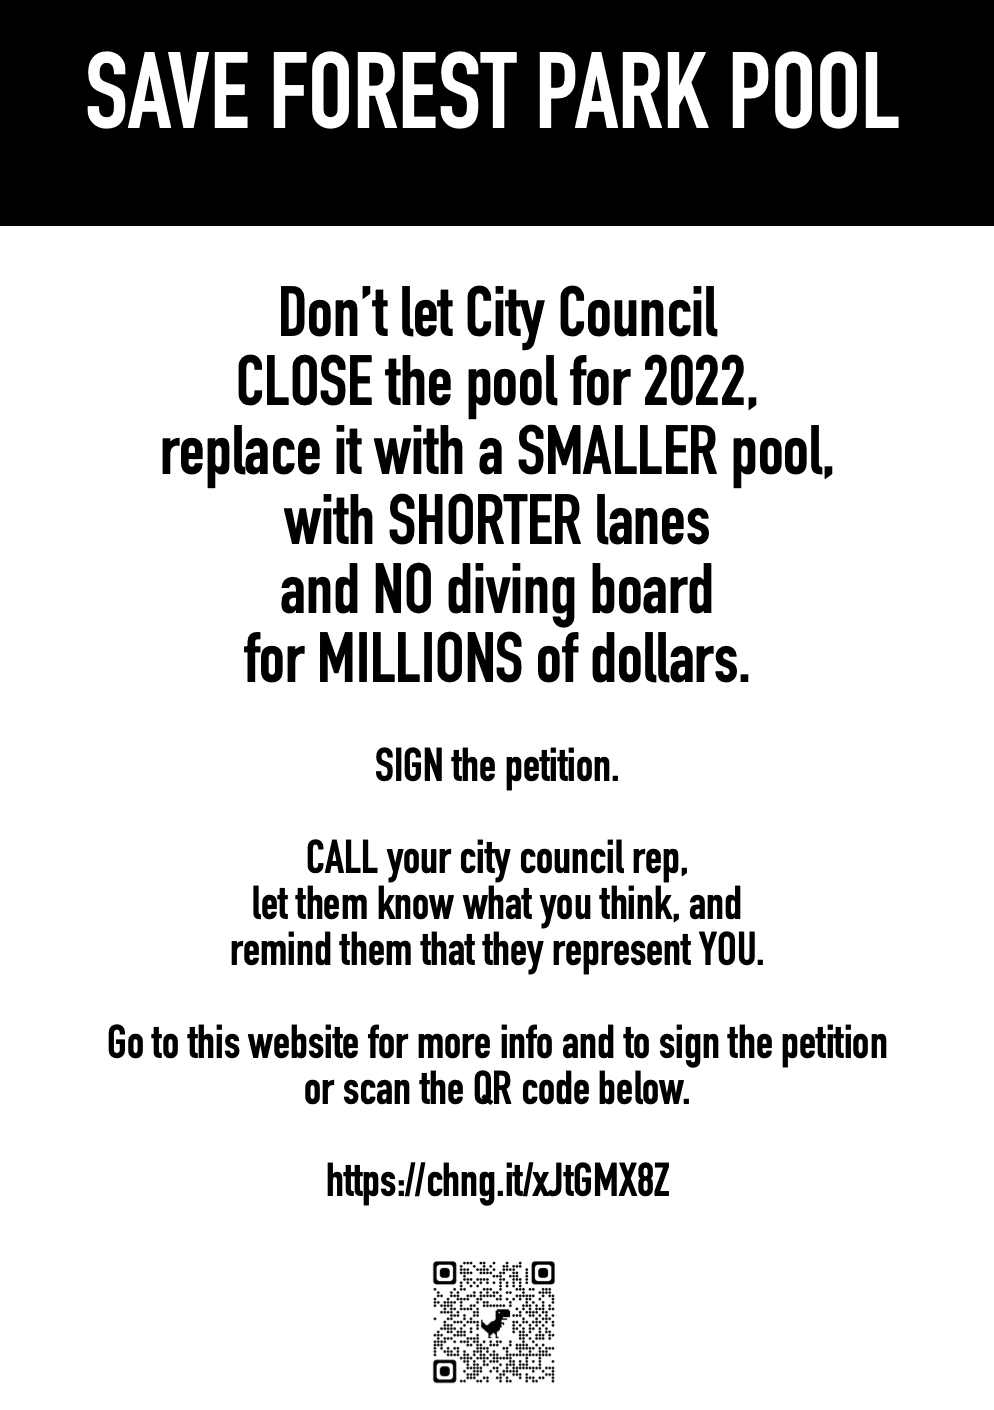 SAVE FOREST PARK POOL
Don’t let City Council
CLOSE the pool for 2022,
replace it with a SMALLER pool,
with SHORTER lanes
and NO diving board
for MILLIONS of dollars.
SIGN the petition.
CALL your city council rep,
let them know what you think, and
remind them that they represent YOU.
Go to this website for more info and to sign the petition
or scan the QR code below.
https://chng.it/xJtGMX8Z